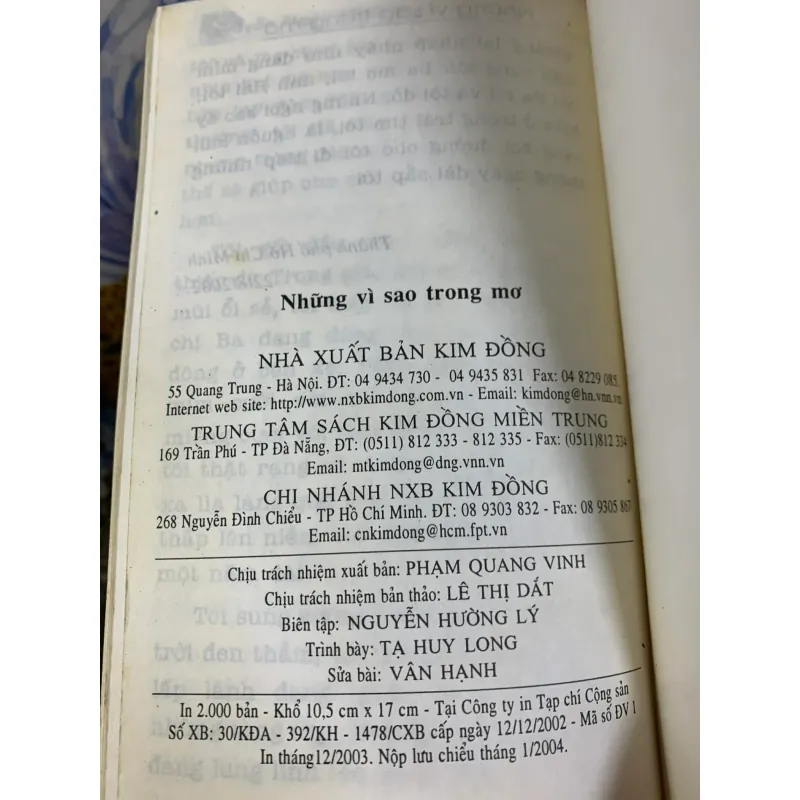 Những vì sao trong mơ
NHÀ XUẤT BẢN KIM ĐỒNG
55 Quang Trung - Hà Nội. ĐT: 04 9434 730 - 04 9435 831 Fax: 04 8229 085.
Internet web site: http://www.nxbkimdong.com.vn - Email: kimdong@hn.vnn.vn
TRUNG TÂM SÁCH KIM ĐỒNG MIỀN TRUNG
169 Trần Phú - TP Đà Nẵng, ĐT: (0511) 812 333 - 812 335 - Fax: (0511)812 334
Email: mtkimdong@dng.vnn.vn
CHI NHÁNH NXB KIM ĐỒNG
268 Nguyễn Đình Chiểu - TP Hồ Chí Minh. ĐT: 08 9303 832 - Fax: 08 9305 867
Email: cnkimdong@hcm.fpt.vn
Chịu trách nhiệm xuất bản: PHẠM QUANG VINH
Chịu trách nhiệm bản thảo: LÊ THỊ DẮT
Biên tập: NGUYỄN HƯỜNG LÝ
Trình bày: TẠ HUY LONG
Sửa bài: VÂN HẠNH
In 2.000 bản - Khổ 10,5 cm x 17 cm - Tại Công ty in Tạp chí Cộng sản
Số XB: 30/KĐA - 392/KH - 1478/CXB cấp ngày 12/12/2002 - Mã số ĐV 1
In tháng12/2003. Nộp lưu chiểu tháng 1/2004.